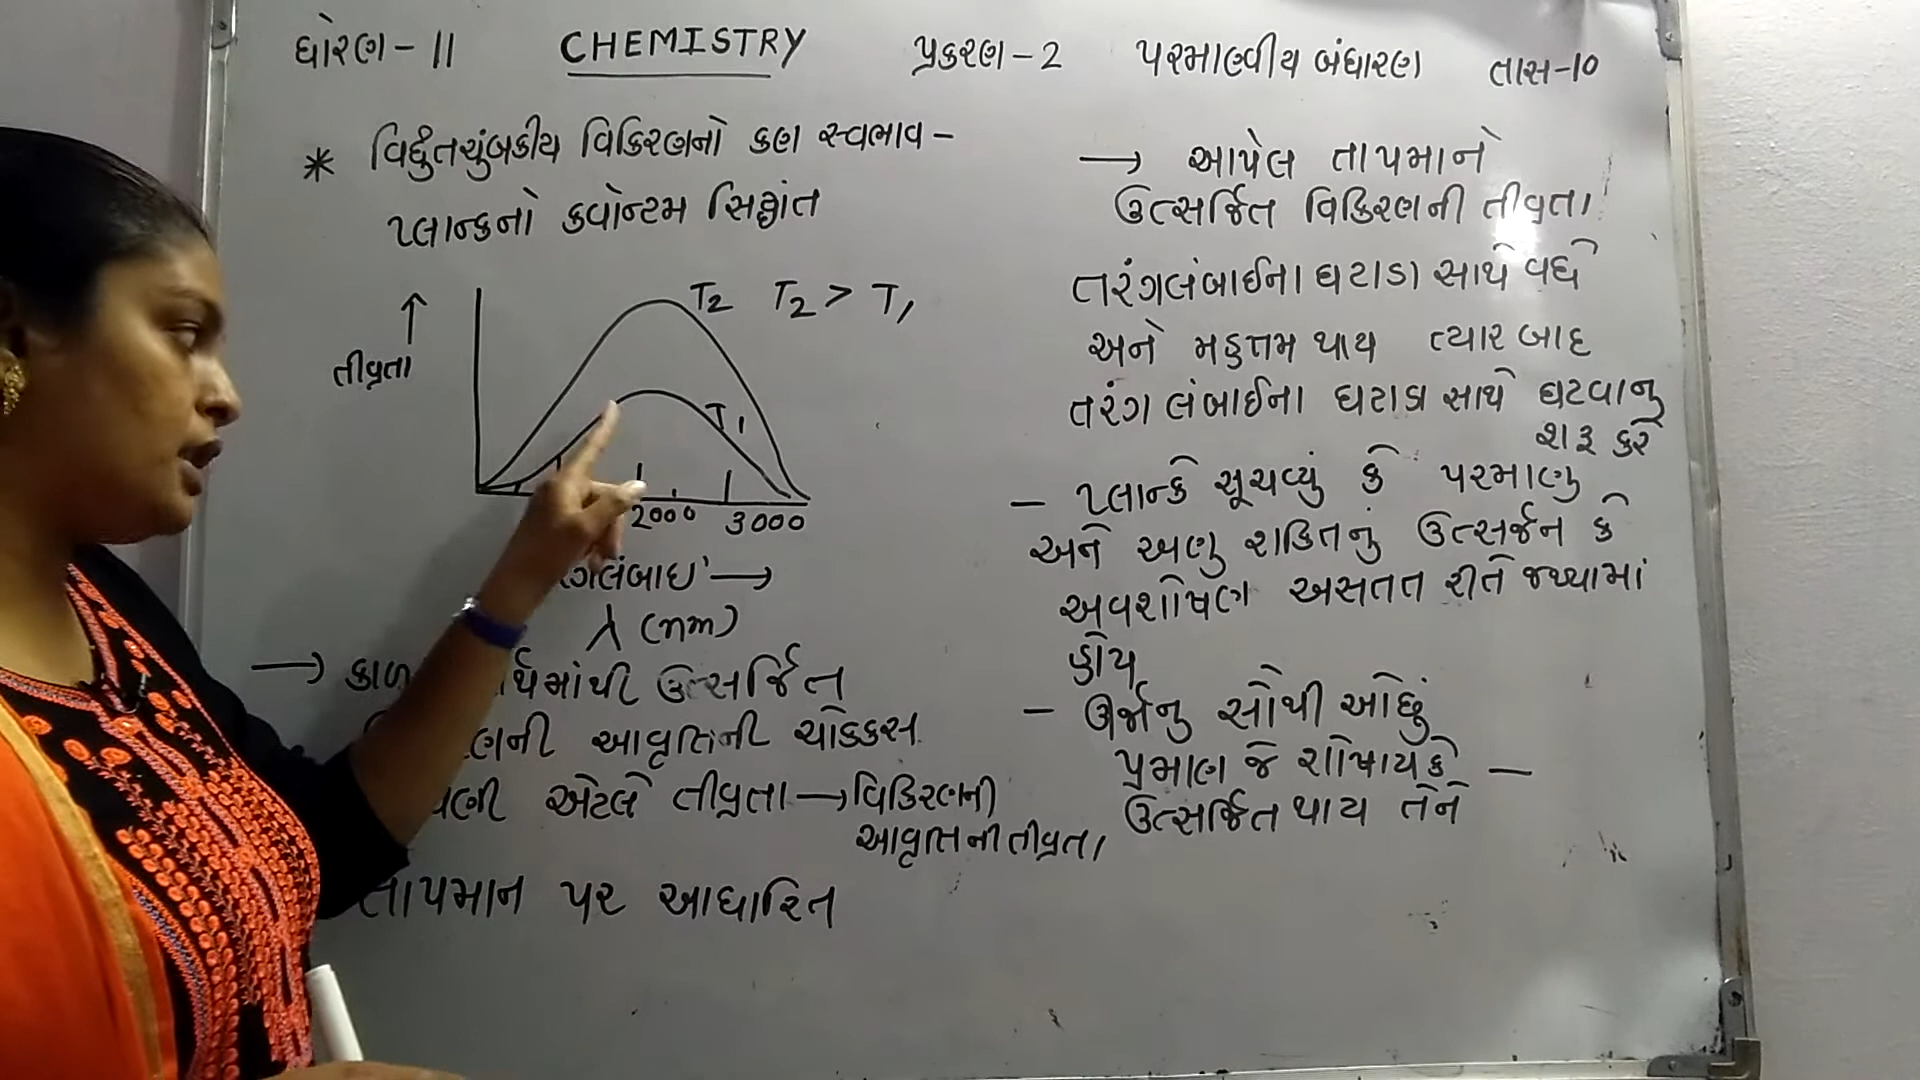 ધોરણ - 11 CHEMISTRY પ્રકરણ - 2 પરમાણ્વીય બંધારણ તાસ-10
* વિદ્યુતચુંબકીય વિકિરણનો કણ સ્વભાવ -
પ્લાન્કનો ક્વોન્ટમ સિદ્ધાંત
T2 T2 > T1
તીવ્રતા
T1
2000 3000
ગલંબાઇ →
λ (nm)
→ કાળ ર્થમાંથી ઉત્સર્જિત
ણની આવૃત્તિની ચોક્કસ
એટલે તીવ્રતા → વિકિરણની
આવૃત્તિની તીવ્રતા
તાપમાન પર આધારિત
→ આપેલ તાપમાને
ઉત્સર્જિત વિકિરણની તીવ્રતા
તરંગલંબાઈના ઘટાડા સાથે વધે
અને મહત્તમ થાય ત્યાર બાદ
તરંગ લંબાઈના ઘટાડા સાથે ઘટવાનુ
શરૂ કરે
- પ્લાન્કે સૂચવ્યું કે પરમાણુ
અને અણુ શક્તિનું ઉત્સર્જન કે
અવશોષણ અસતત રીતે જથ્થામાં
હોય
- ઊર્જાનુ સૌથી ઓછું
પ્રમાણ જે શોષાય કે —
ઉત્સર્જિત થાય તેને